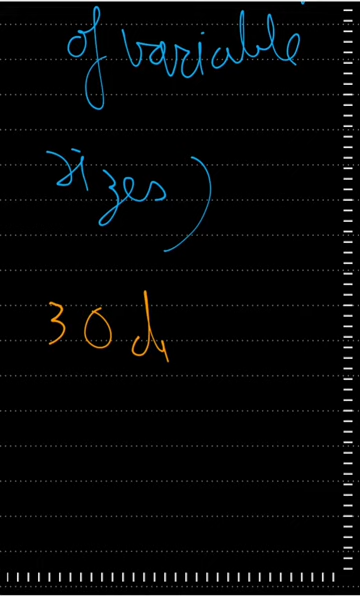 of variable
sizes)
30 d